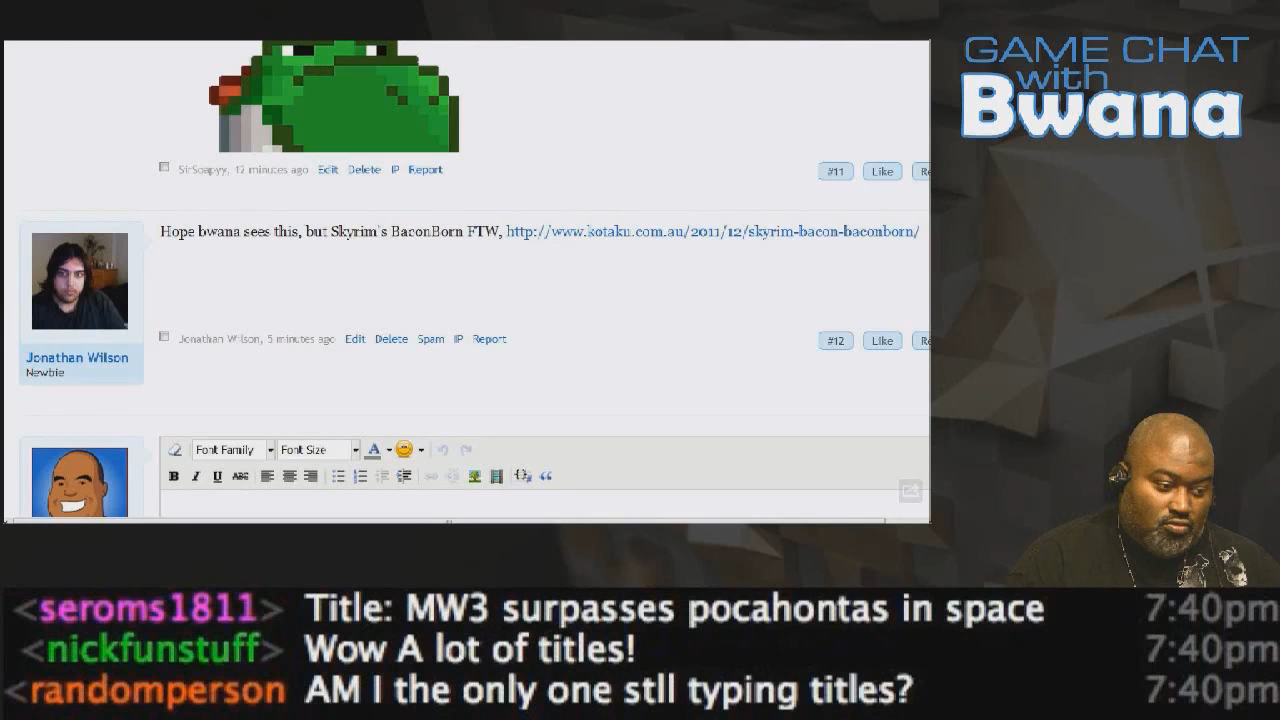 GAME CHAT
with
Bwana
SirSoapyy, 12 minutes ago Edit Delete IP Report
#11 Like
Hope bwana sees this, but Skyrim's BaconBorn FTW, http://www.kotaku.com.au/2011/12/skyrim-bacon-baconborn/
Jonathan Wilson, 5 minutes ago Edit Delete Spam IP Report
#12 Like
Jonathan Wilson
Newbie
Font Family Font Size A
B I U ABC
<seroms1811> Title: MW3 surpasses pocahontas in space 7:40pm
<nickfunstuff> Wow A lot of titles! 7:40pm
<randomperson AM I the only one stll typing titles? 7:40pm